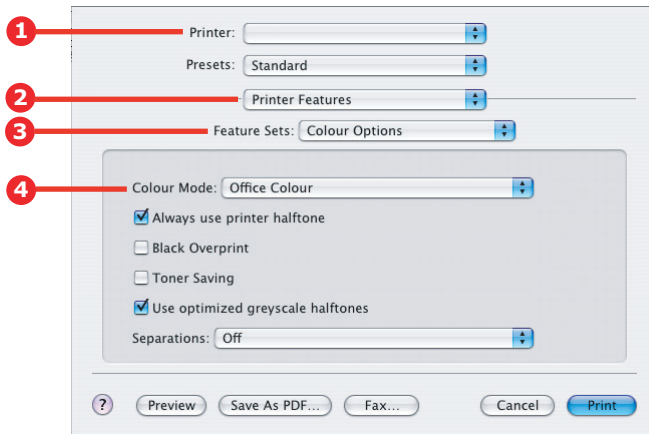 1 Printer:
Presets: Standard
2 Printer Features
3 Feature Sets: Colour Options
4 Colour Mode: Office Colour
Always use printer halftone
Black Overprint
Toner Saving
Use optimized greyscale halftones
Separations: Off
? Preview Save As PDF... Fax... Cancel Print